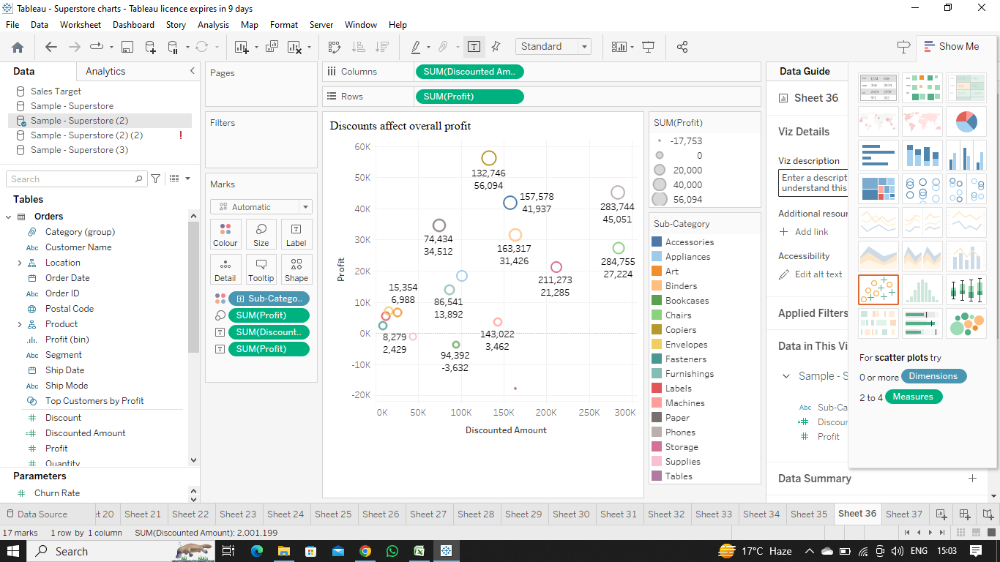 Tableau - Superstore charts - Tableau licence expires in 9 days
File Data Worksheet Dashboard Story Analysis Map Format Server Window Help
Standard
Show Me
Data Analytics
Sales Target
Sample - Superstore
Sample - Superstore (2)
Sample - Superstore (2) (2) !
Sample - Superstore (3)
Search
Tables
Orders
Category (group)
Abc Customer Name
Location
Order Date
Abc Order ID
Postal Code
Product
Profit (bin)
Abc Segment
Ship Date
Abc Ship Mode
Top Customers by Profit
Discount
Discounted Amount
Profit
Quantity
Parameters
Churn Rate
Pages
Filters
Marks
Automatic
Colour Size Label
Detail Tooltip Shape
Sub-Catego..
SUM(Profit)
SUM(Discount..
SUM(Profit)
Columns SUM(Discounted Am..
Rows SUM(Profit)
Discounts affect overall profit
60K
50K
40K
30K
20K
10K
0K
-10K
-20K
Profit
132,746
56,094
157,578
41,937
283,744
45,051
74,434
34,512
163,317
31,426
284,755
27,224
211,273
21,285
15,354
6,988
86,541
13,892
143,022
3,462
8,279
2,429
94,392
-3,632
0K 50K 100K 150K 200K 250K 300K
Discounted Amount
SUM(Profit)
-17,753
0
20,000
40,000
56,094
Sub-Category
Accessories
Appliances
Art
Binders
Bookcases
Chairs
Copiers
Envelopes
Fasteners
Furnishings
Labels
Machines
Paper
Phones
Storage
Supplies
Tables
Data Guide
Sheet 36
Viz Details
Viz description
Enter a descript
understand this
Additional resour
Add link
Accessibility
Edit alt text
Applied Filters
Data in This Vi
Sample - S
Abc Sub-Ca
Discour
Profit
Data Summary
For scatter plots try
0 or more Dimensions
2 to 4 Measures
Data Source et 20 Sheet 21 Sheet 22 Sheet 23 Sheet 24 Sheet 25 Sheet 26 Sheet 27 Sheet 28 Sheet 29 Sheet 30 Sheet 31 Sheet 32 Sheet 33 Sheet 34 Sheet 35 Sheet 36 Sheet 37
17 marks 1 row by 1 column SUM(Discounted Amount): 2,001,199
Search
17°C Haze
ENG
15:03